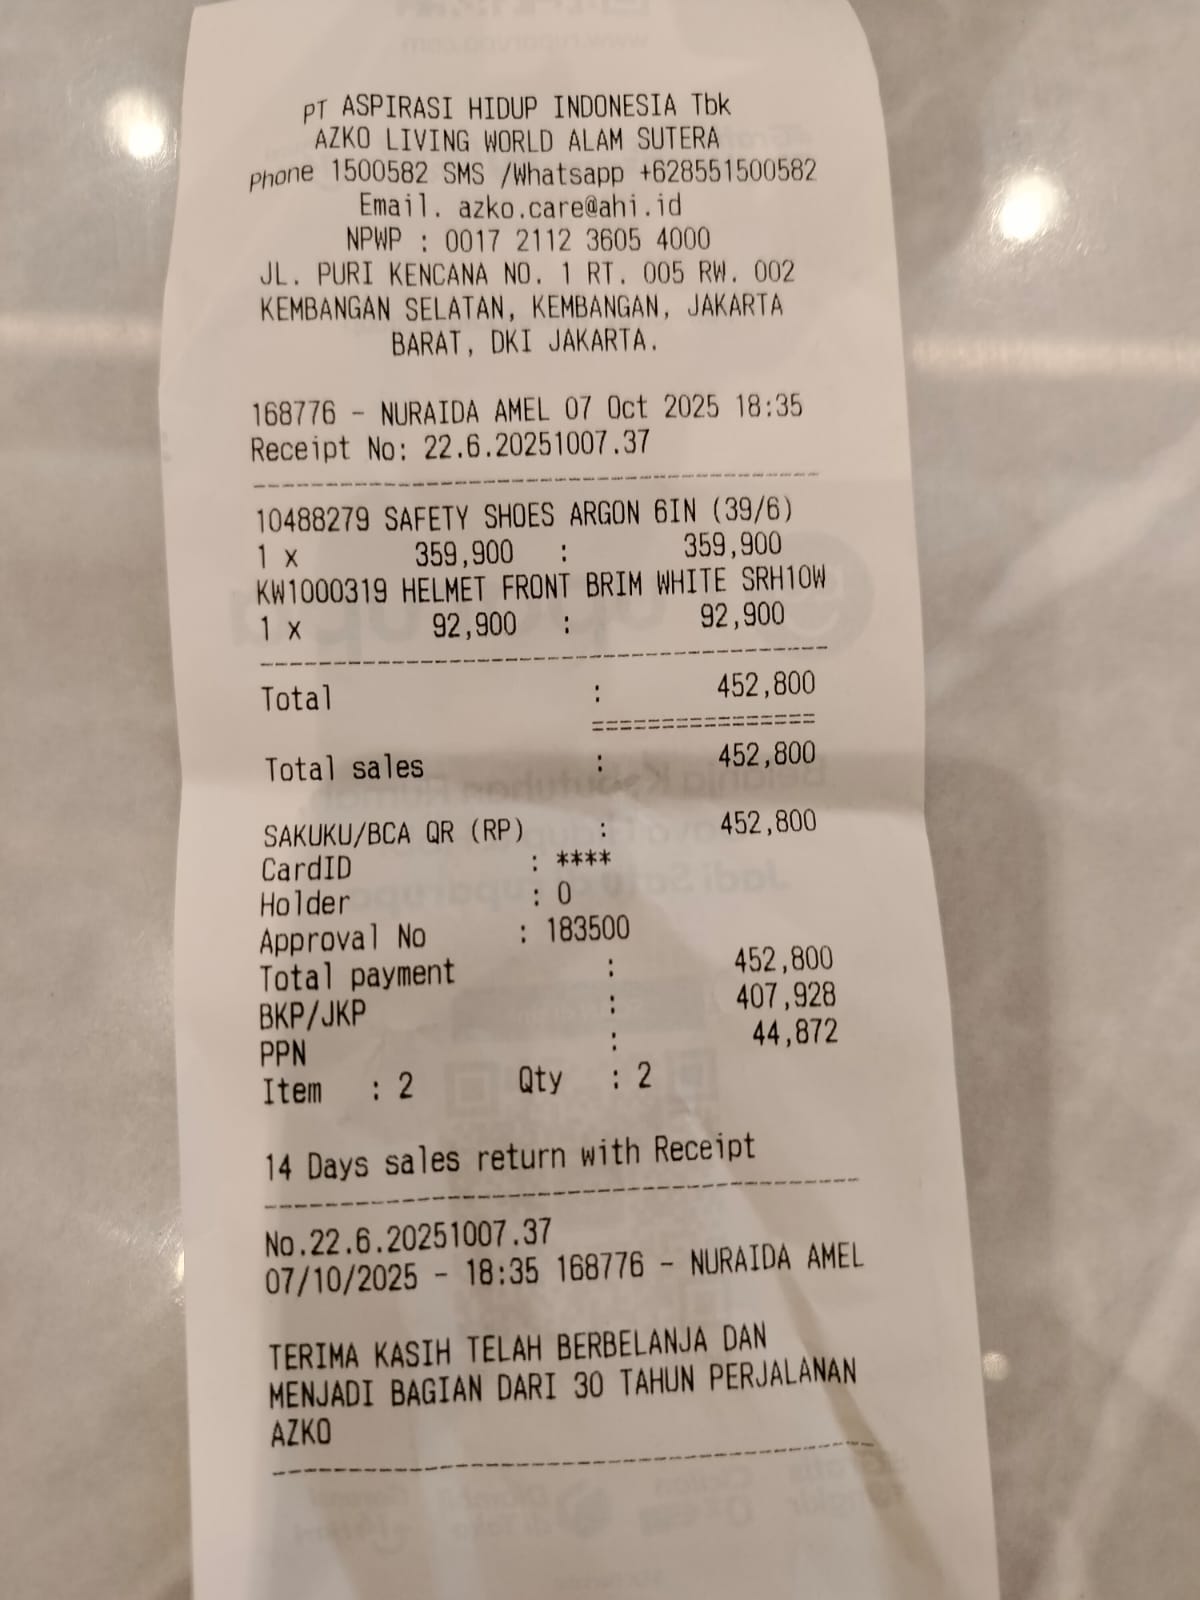 PT ASPIRASI HIDUP INDONESIA Tbk
AZKO LIVING WORLD ALAM SUTERA
Phone 1500582 SMS /Whatsapp +628551500582
Email. azko.care@ahi.id
NPWP : 0017 2112 3605 4000
JL. PURI KENCANA NO. 1 RT. 005 RW. 002
KEMBANGAN SELATAN, KEMBANGAN, JAKARTA
BARAT, DKI JAKARTA.
168776 - NURAIDA AMEL 07 Oct 2025 18:35
Receipt No: 22.6.20251007.37
10488279 SAFETY SHOES ARGON 6IN (39/6)
1 x 359,900 : 359,900
KW1000319 HELMET FRONT BRIM WHITE SRH10W
1 x 92,900 : 92,900
Total : 452,800
Total sales : 452,800
SAKUKU/BCA QR (RP) : 452,800
CardID : ****
Holder : 0
Approval No : 183500
Total payment : 452,800
BKP/JKP : 407,928
PPN : 44,872
Item : 2 Qty : 2
14 Days sales return with Receipt
No.22.6.20251007.37
07/10/2025 - 18:35 168776 - NURAIDA AMEL
TERIMA KASIH TELAH BERBELANJA DAN
MENJADI BAGIAN DARI 30 TAHUN PERJALANAN
AZKO